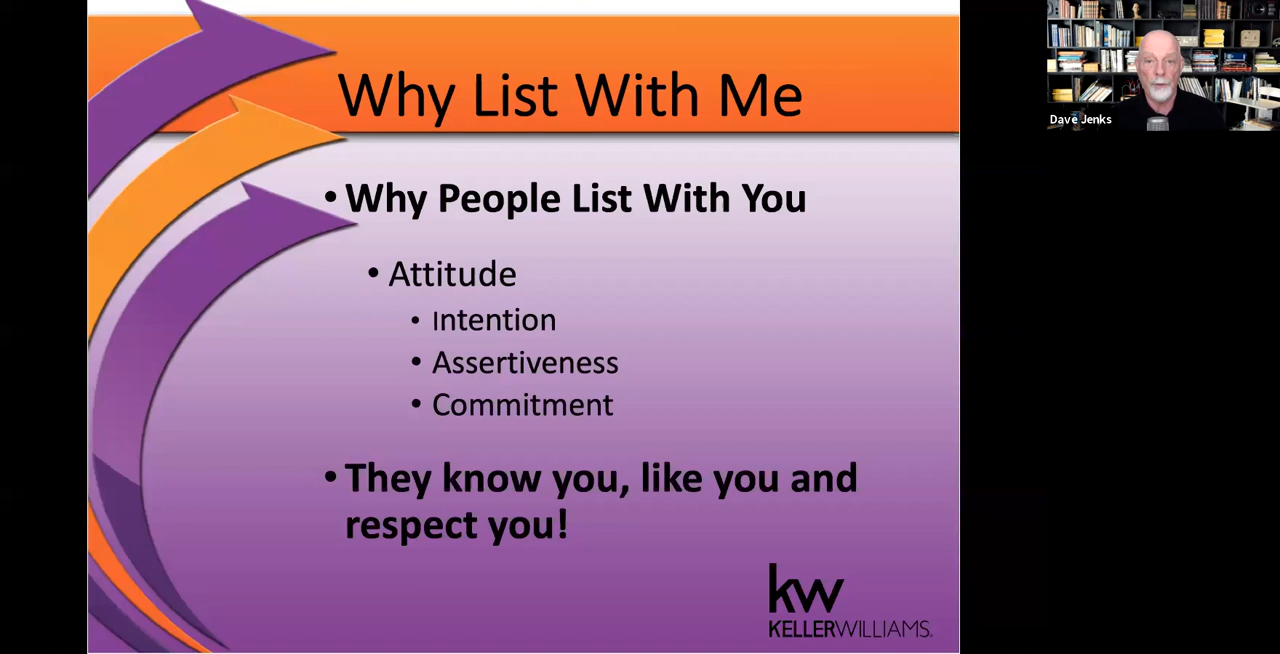 Why List With Me
• Why People List With You
• Attitude
• Intention
• Assertiveness
• Commitment
• They know you, like you and
respect you!
kw
KELLERWILLIAMS.
Dave Jenks